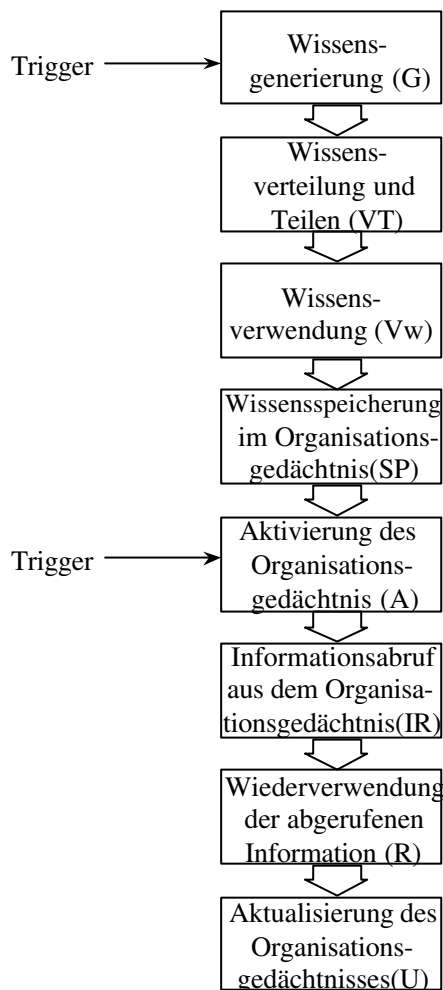 Wissens-
Trigger
generierung (G)
Wissens-
verteilung und
Teilen (VT)
Wissens-
verwendung (Vw)
Wissensspeicherung
im Organisations-
gedächtnis(SP)
Aktivierung des
Trigger
Organisations-
gedächtnis (A)
Informationsabruf
aus dem Organisa-
tionsgedächtnis(IR)
Wiederverwendung
der abgerufenen
Information (R)
Aktualisierung des
Organisations-
gedächtnisses(U)